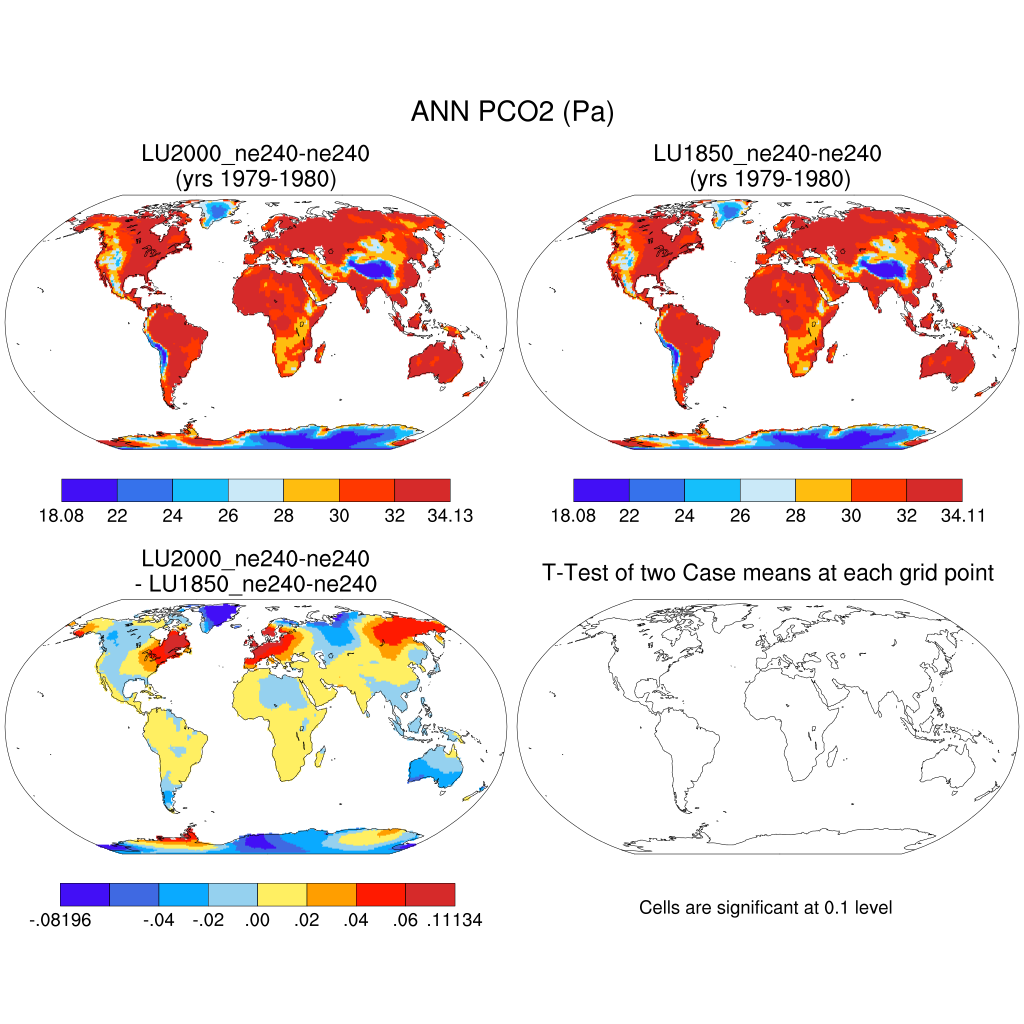 ANN PCO2 (Pa)
LU2000_ne240-ne240
(yrs 1979-1980)
LU1850_ne240-ne240
(yrs 1979-1980)
18.08 22 24 26 28 30 32 34.13
18.08 22 24 26 28 30 32 34.11
LU2000_ne240-ne240
- LU1850_ne240-ne240
T-Test of two Case means at each grid point
-.08196 -.04 -.02 .00 .02 .04 .06 .11134
Cells are significant at 0.1 level